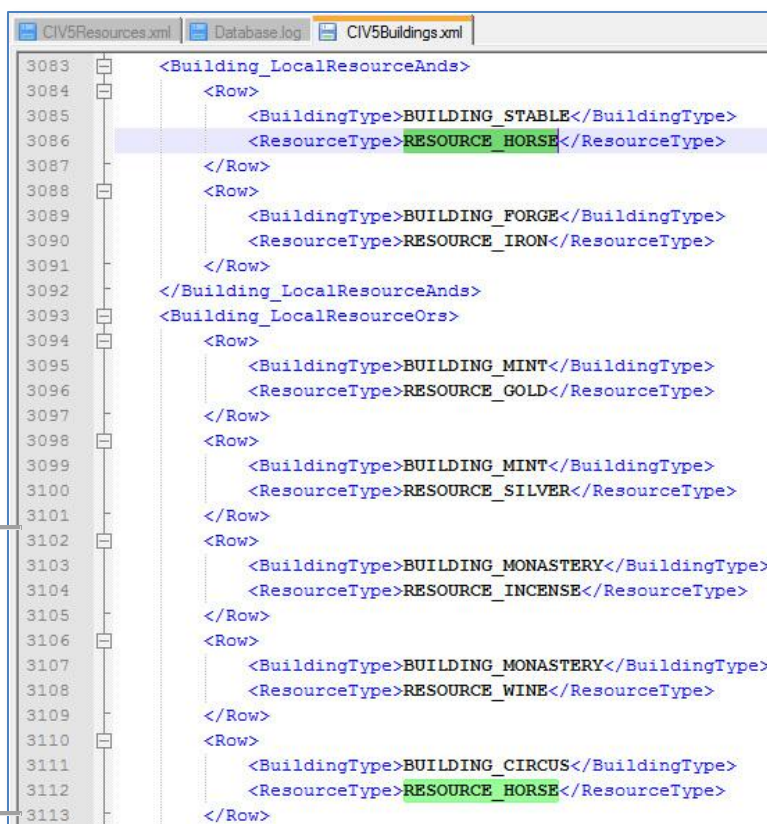 CIV5Resources.xml Database.log CIV5Buildings.xml
3083 <Building_LocalResourceAnds>
3084 <Row>
3085 <BuildingType>BUILDING_STABLE</BuildingType>
3086 <ResourceType>RESOURCE_HORSE</ResourceType>
3087 </Row>
3088 <Row>
3089 <BuildingType>BUILDING_FORGE</BuildingType>
3090 <ResourceType>RESOURCE_IRON</ResourceType>
3091 </Row>
3092 </Building_LocalResourceAnds>
3093 <Building_LocalResourceOrs>
3094 <Row>
3095 <BuildingType>BUILDING_MINT</BuildingType>
3096 <ResourceType>RESOURCE_GOLD</ResourceType>
3097 </Row>
3098 <Row>
3099 <BuildingType>BUILDING_MINT</BuildingType>
3100 <ResourceType>RESOURCE_SILVER</ResourceType>
3101 </Row>
3102 <Row>
3103 <BuildingType>BUILDING_MONASTERY</BuildingType>
3104 <ResourceType>RESOURCE_INCENSE</ResourceType>
3105 </Row>
3106 <Row>
3107 <BuildingType>BUILDING_MONASTERY</BuildingType>
3108 <ResourceType>RESOURCE_WINE</ResourceType>
3109 </Row>
3110 <Row>
3111 <BuildingType>BUILDING_CIRCUS</BuildingType>
3112 <ResourceType>RESOURCE_HORSE</ResourceType>
3113 </Row>